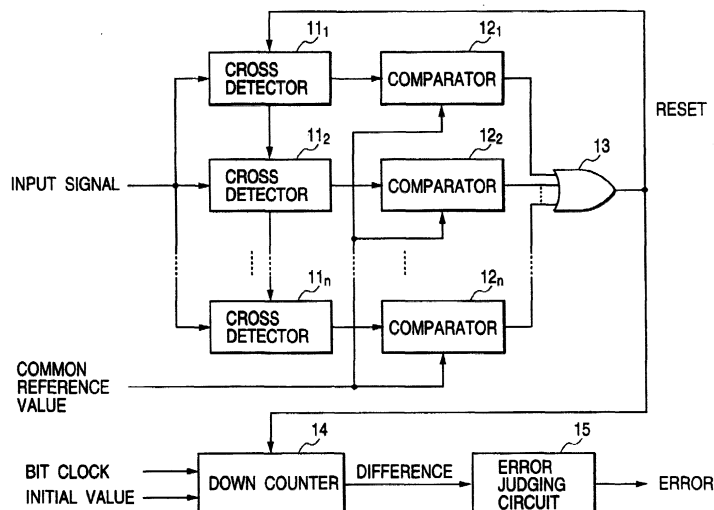 11₁
CROSS
DETECTOR
12₁
COMPARATOR
RESET
11₂
CROSS
DETECTOR
12₂
COMPARATOR
13
INPUT SIGNAL
11ₙ
CROSS
DETECTOR
12ₙ
COMPARATOR
COMMON
REFERENCE
VALUE
14
15
BIT CLOCK
INITIAL VALUE
DOWN COUNTER
DIFFERENCE
ERROR
JUDGING
CIRCUIT
ERROR